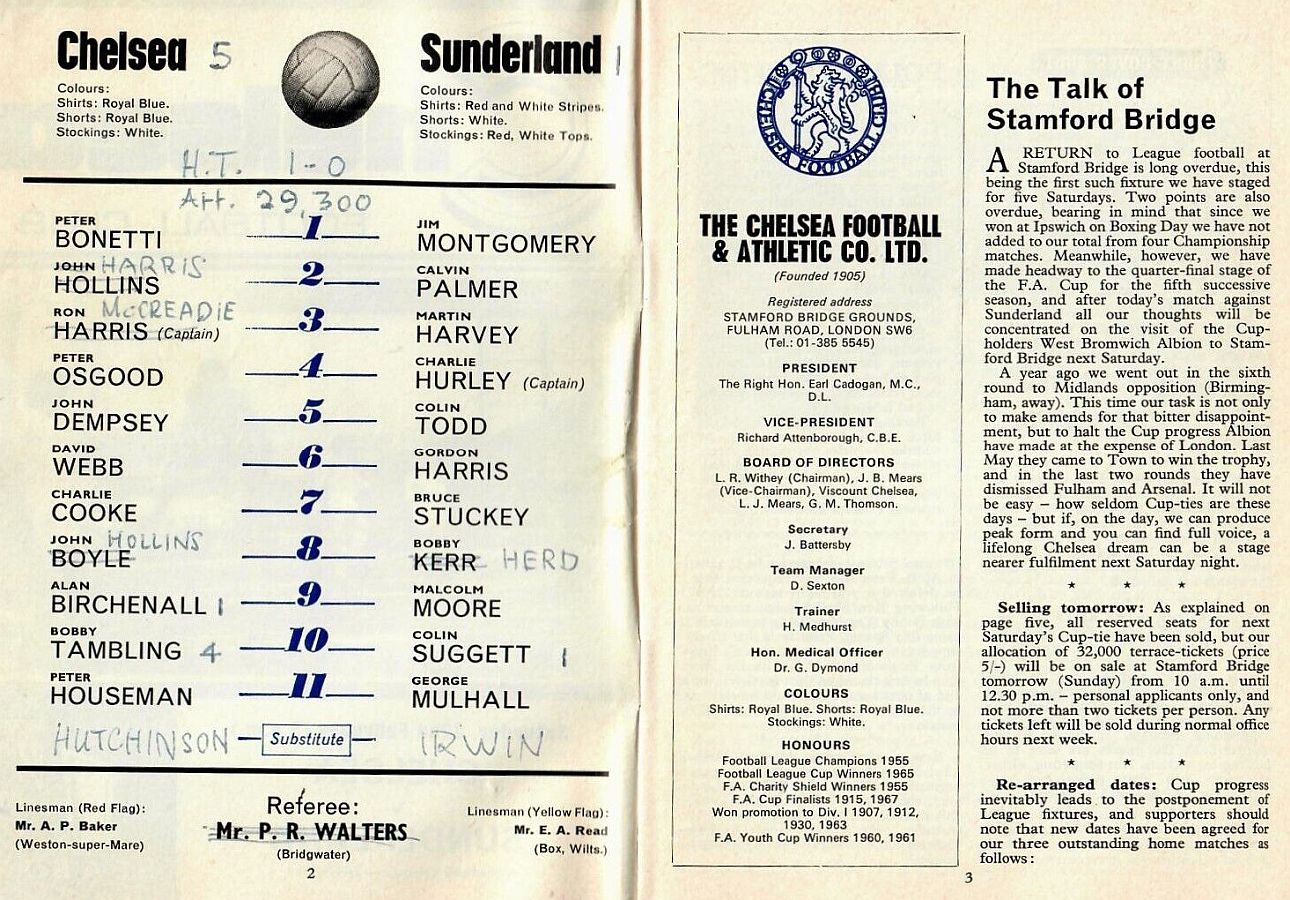 Chelsea 5
Colours:
Shirts: Royal Blue.
Shorts: Royal Blue.
Stockings: White.
Sunderland 1
Colours:
Shirts: Red and White Stripes.
Shorts: White.
Stockings: Red, White Tops.
H.T. 1-0
Att. 29,300
PETER
BONETTI
1
JIM
MONTGOMERY
JOHN HARRIS
HOLLINS
2
CALVIN
PALMER
RON McCREADIE
HARRIS (Captain)
3
MARTIN
HARVEY
PETER
OSGOOD
4
CHARLIE
HURLEY (Captain)
JOHN
DEMPSEY
5
COLIN
TODD
DAVID
WEBB
6
GORDON
HARRIS
CHARLIE
COOKE
7
BRUCE
STUCKEY
JOHN HOLLINS
BOYLE
8
BOBBY
KERR HERD
ALAN
BIRCHENALL 1
9
MALCOLM
MOORE
BOBBY
TAMBLING 4
10
COLIN
SUGGETT 1
PETER
HOUSEMAN
11
GEORGE
MULHALL
HUTCHINSON
Substitute
IRWIN
Linesman (Red Flag):
Mr. A. P. Baker
(Weston-super-Mare)
Referee:
Mr. P. R. WALTERS
(Bridgwater)
Linesman (Yellow Flag):
Mr. E. A. Read
(Box, Wilts.)
2
CHELSEA FOOTBALL CLUB LTD
THE CHELSEA FOOTBALL
& ATHLETIC CO. LTD.
(Founded 1905)
Registered address
STAMFORD BRIDGE GROUNDS,
FULHAM ROAD, LONDON SW6
(Tel.: 01-385 5545)
PRESIDENT
The Right Hon. Earl Cadogan, M.C.,
D.L.
VICE-PRESIDENT
Richard Attenborough, C.B.E.
BOARD OF DIRECTORS
L. R. Withey (Chairman), J. B. Mears
(Vice-Chairman), Viscount Chelsea,
L. J. Mears, G. M. Thomson.
Secretary
J. Battersby
Team Manager
D. Sexton
Trainer
H. Medhurst
Hon. Medical Officer
Dr. G. Dymond
COLOURS
Shirts: Royal Blue. Shorts: Royal Blue.
Stockings: White.
HONOURS
Football League Champions 1955
Football League Cup Winners 1965
F.A. Charity Shield Winners 1955
F.A. Cup Finalists 1915, 1967
Won promotion to Div. I 1907, 1912,
1930, 1963
F.A. Youth Cup Winners 1960, 1961
The Talk of
Stamford Bridge
A RETURN to League football at
Stamford Bridge is long overdue, this
being the first such fixture we have staged
for five Saturdays. Two points are also
overdue, bearing in mind that since we
won at Ipswich on Boxing Day we have not
added to our total from four Championship
matches. Meanwhile, however, we have
made headway to the quarter-final stage of
the F.A. Cup for the fifth successive
season, and after today's match against
Sunderland all our thoughts will be
concentrated on the visit of the Cup-
holders West Bromwich Albion to Stam-
ford Bridge next Saturday.
A year ago we went out in the sixth
round to Midlands opposition (Birming-
ham, away). This time our task is not only
to make amends for that bitter disappoint-
ment, but to halt the Cup progress Albion
have made at the expense of London. Last
May they came to Town to win the trophy,
and in the last two rounds they have
dismissed Fulham and Arsenal. It will not
be easy – how seldom Cup-ties are these
days – but if, on the day, we can produce
peak form and you can find full voice, a
lifelong Chelsea dream can be a stage
nearer fulfilment next Saturday night.
* * *
Selling tomorrow: As explained on
page five, all reserved seats for next
Saturday's Cup-tie have been sold, but our
allocation of 32,000 terrace-tickets (price
5/-) will be on sale at Stamford Bridge
tomorrow (Sunday) from 10 a.m. until
12.30 p.m. – personal applicants only, and
not more than two tickets per person. Any
tickets left will be sold during normal office
hours next week.
* * *
Re-arranged dates: Cup progress
inevitably leads to the postponement of
League fixtures, and supporters should
note that new dates have been agreed for
our three outstanding home matches as
follows:
3